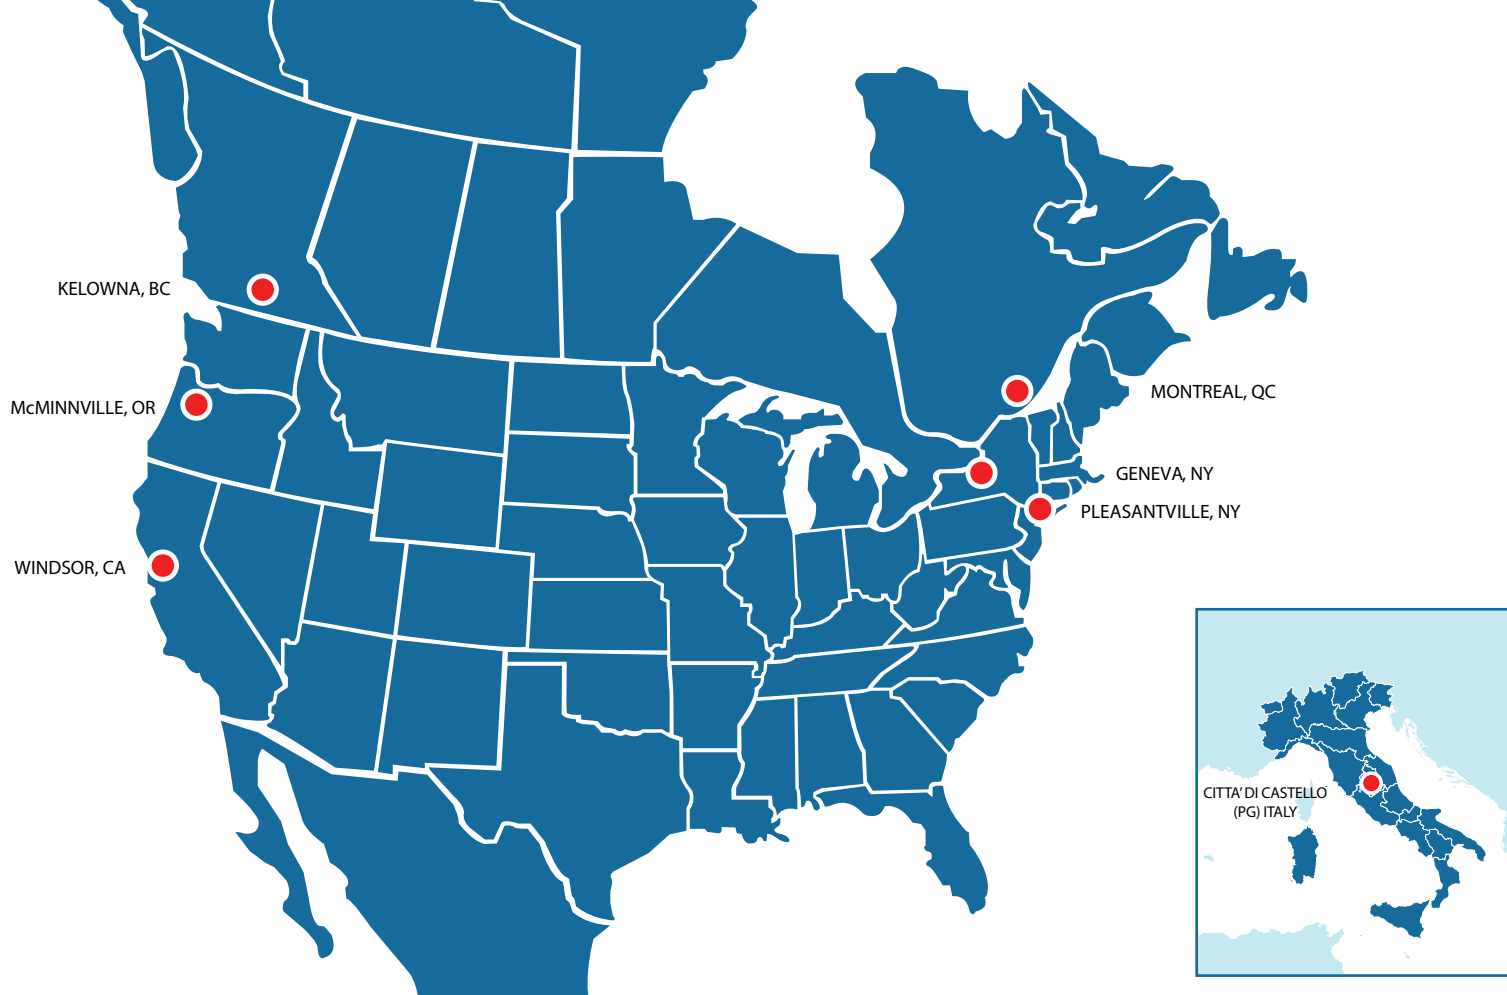 KELOWNA, BC
McMINNVILLE, OR
MONTREAL, QC
GENEVA, NY
PLEASANTVILLE, NY
WINDSOR, CA
CITTA' DI CASTELLO
(PG) ITALY